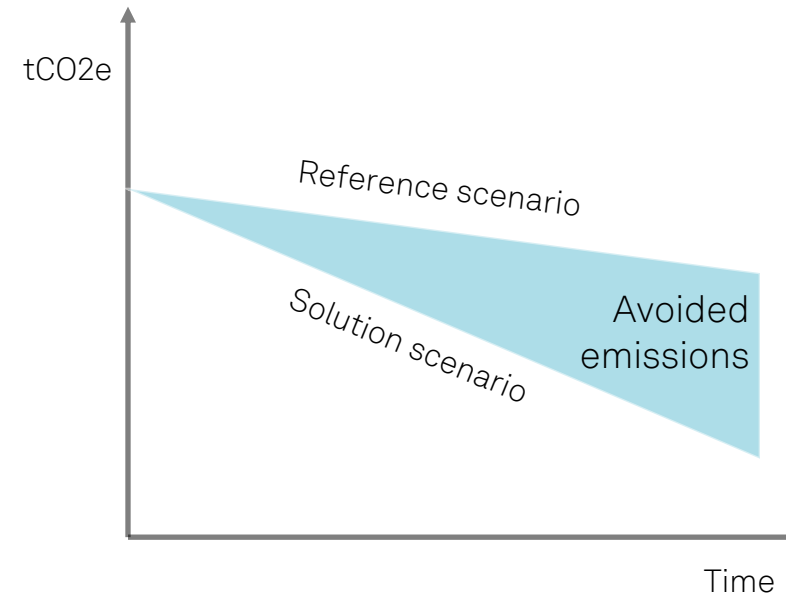 tCO2e
Reference scenario
Solution scenario
Avoided
emissions
Time